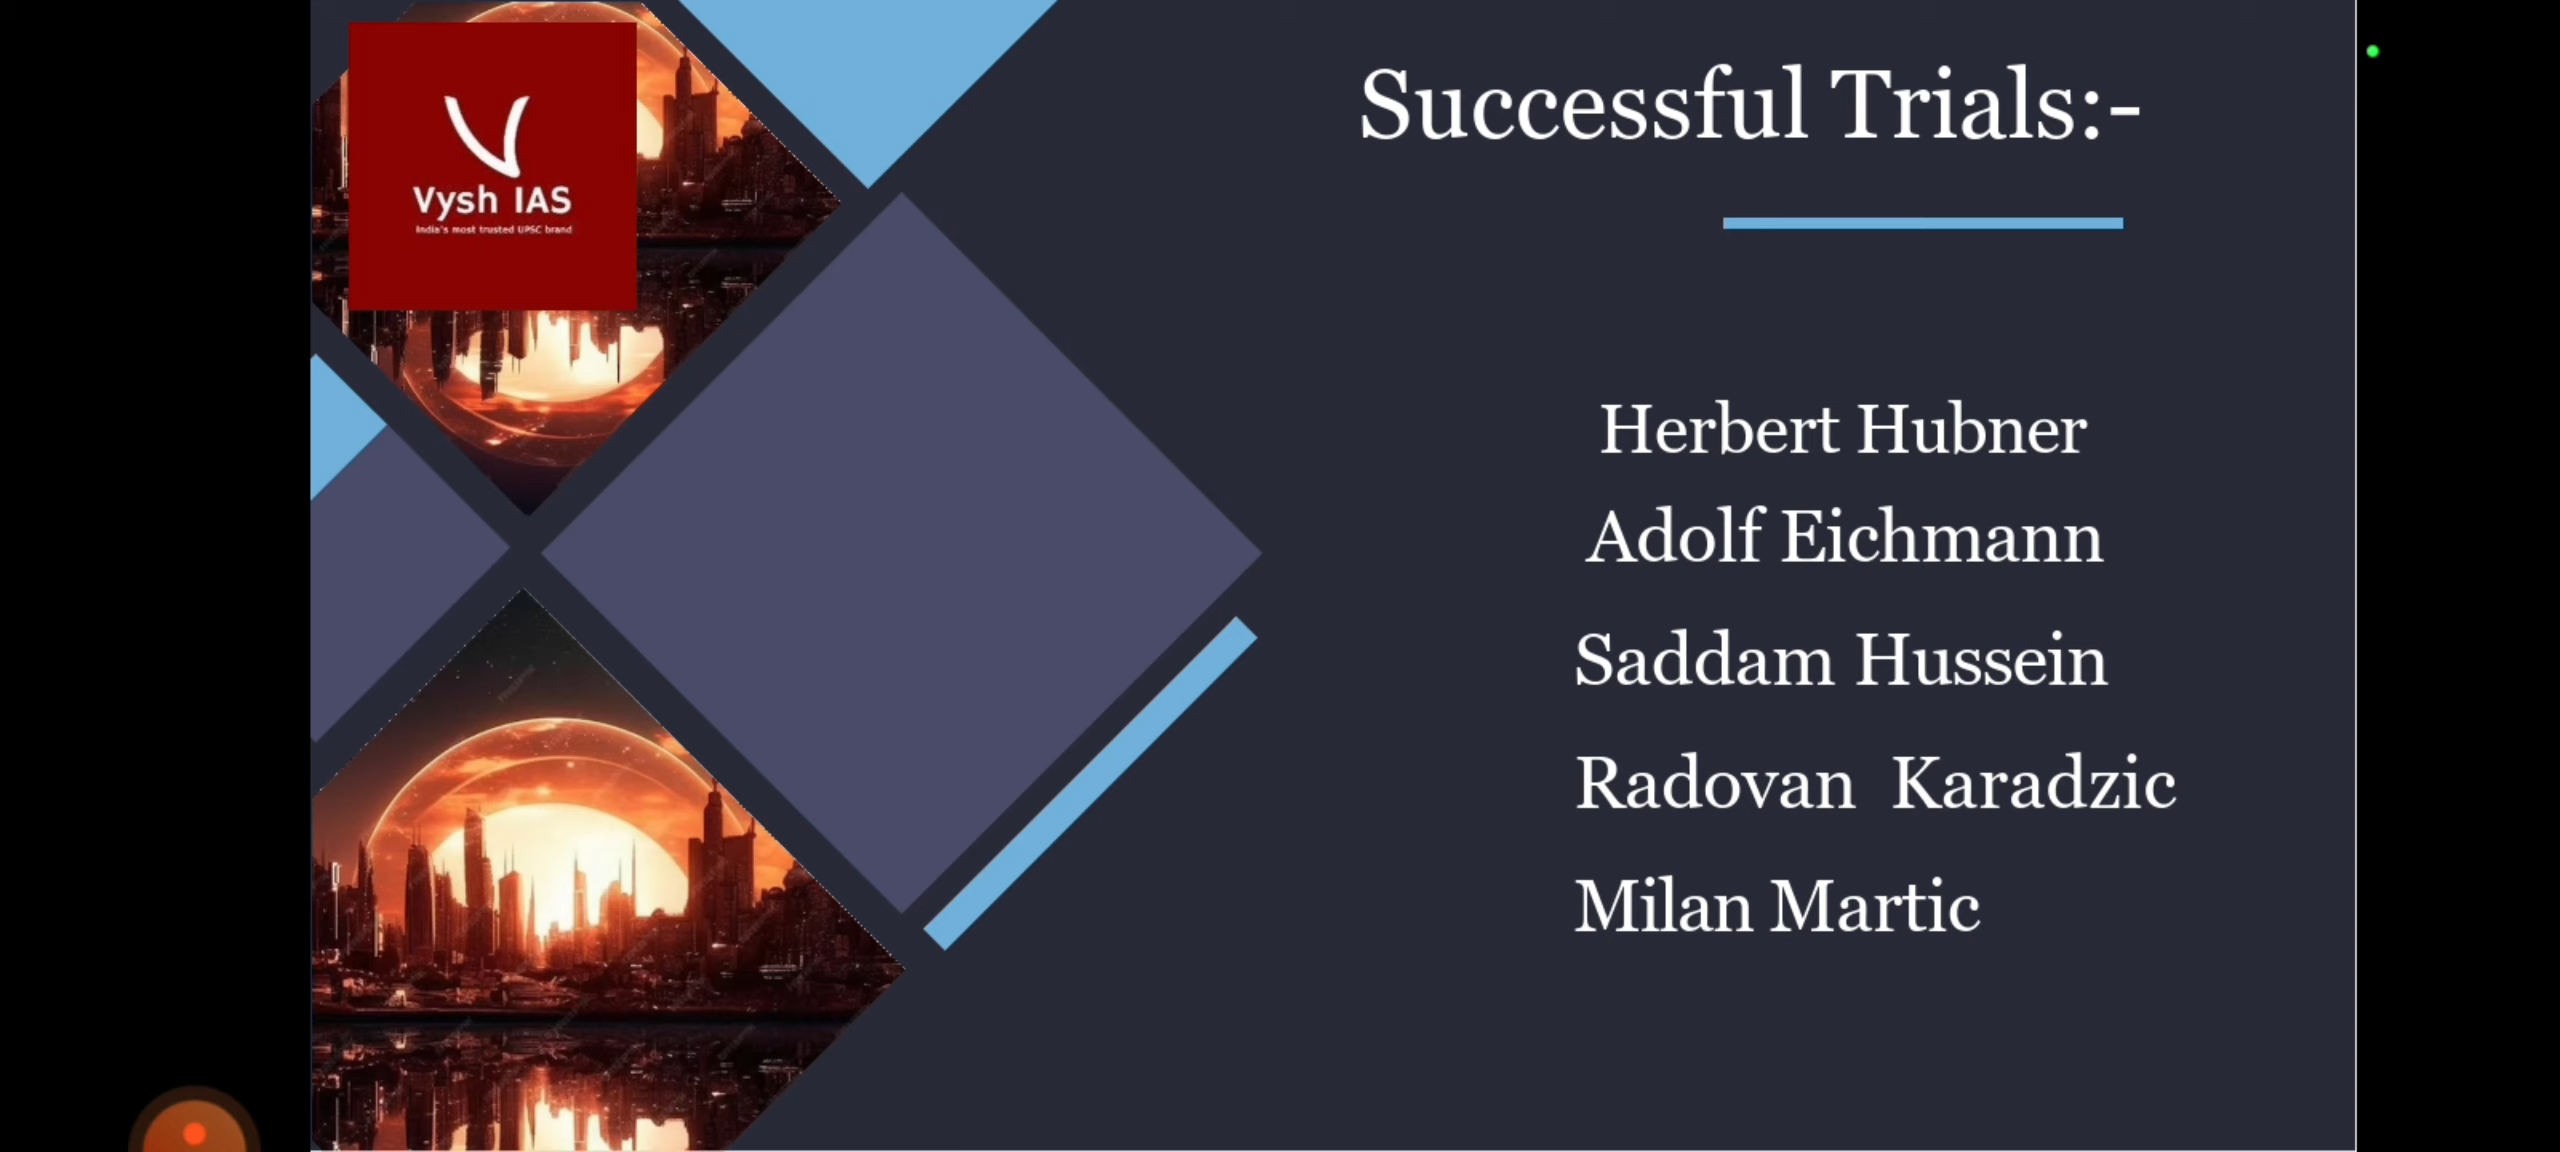 Vysh IAS
India's most trusted UPSC brand
Successful Trials:-
Herbert Hubner
Adolf Eichmann
Saddam Hussein
Radovan Karadzic
Milan Martic